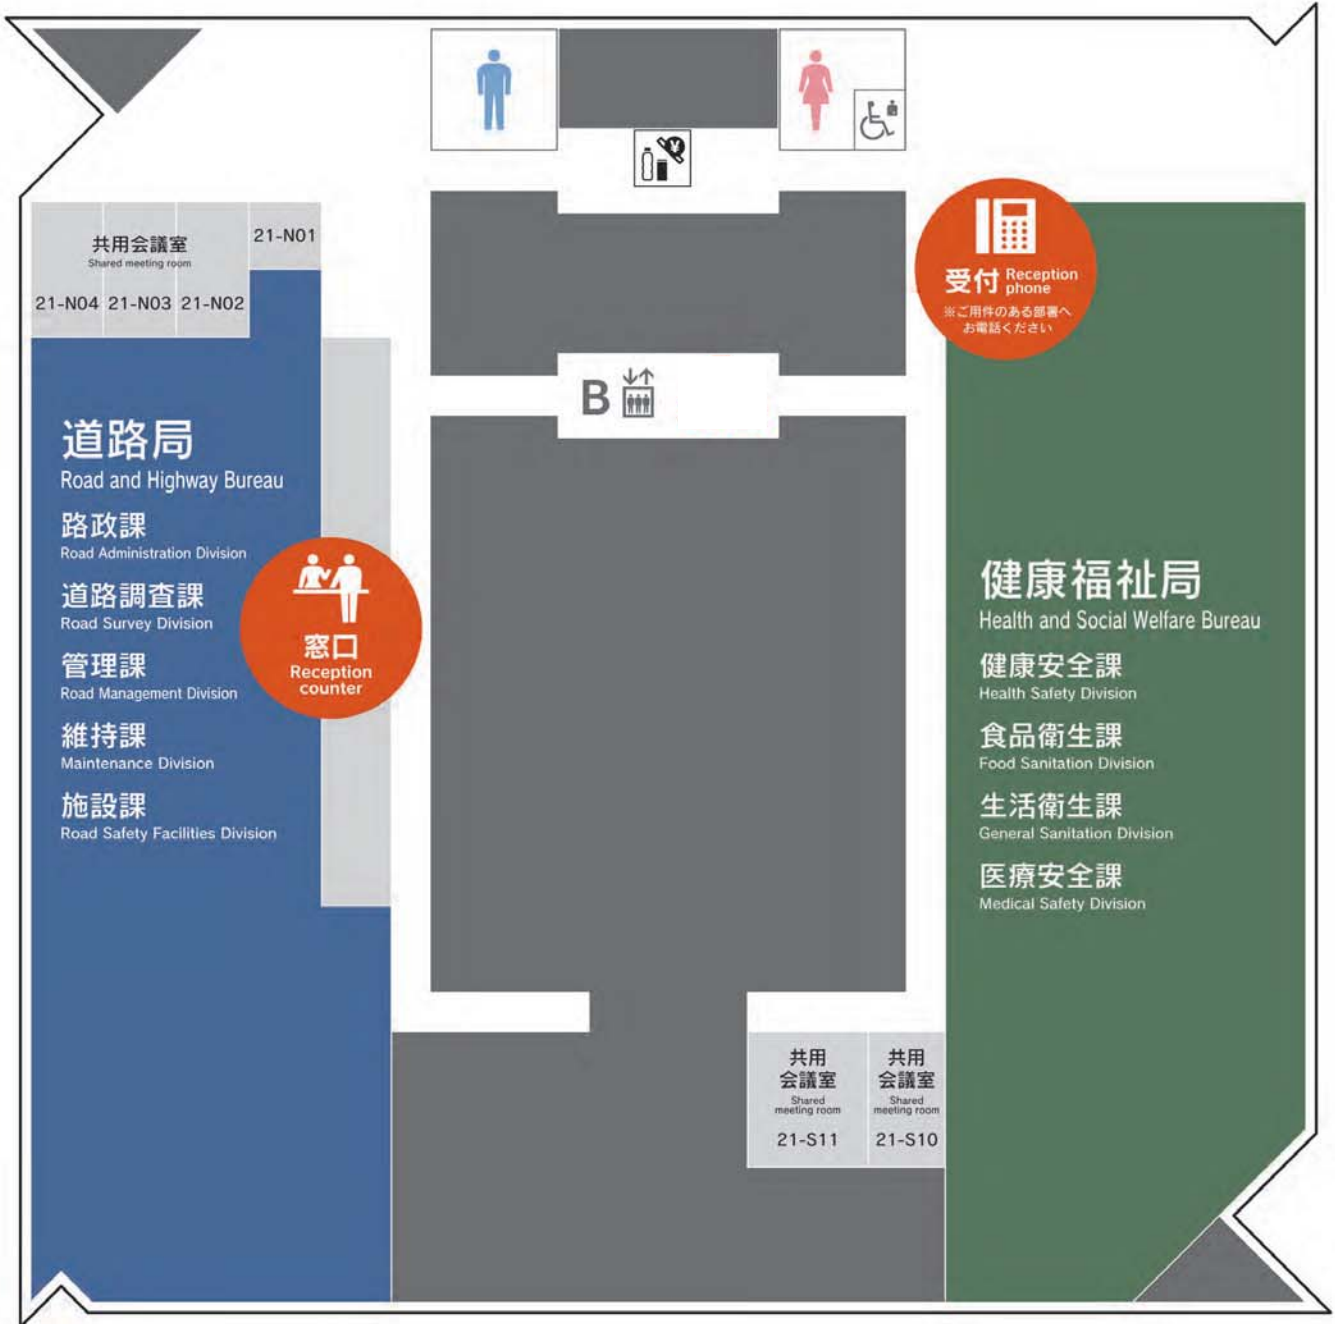 共用会議室
Shared meeting room
21-N01
21-N04 21-N03 21-N02
道路局
Road and Highway Bureau
路政課
Road Administration Division
道路調査課
Road Survey Division
管理課
Road Management Division
維持課
Maintenance Division
施設課
Road Safety Facilities Division
窓口
Reception
counter
¥
B
受付 Reception
phone
※ご用件のある部署へ
お電話ください
健康福祉局
Health and Social Welfare Bureau
健康安全課
Health Safety Division
食品衛生課
Food Sanitation Division
生活衛生課
General Sanitation Division
医療安全課
Medical Safety Division
共用
会議室
Shared
meeting room
21-S11
共用
会議室
Shared
meeting room
21-S10